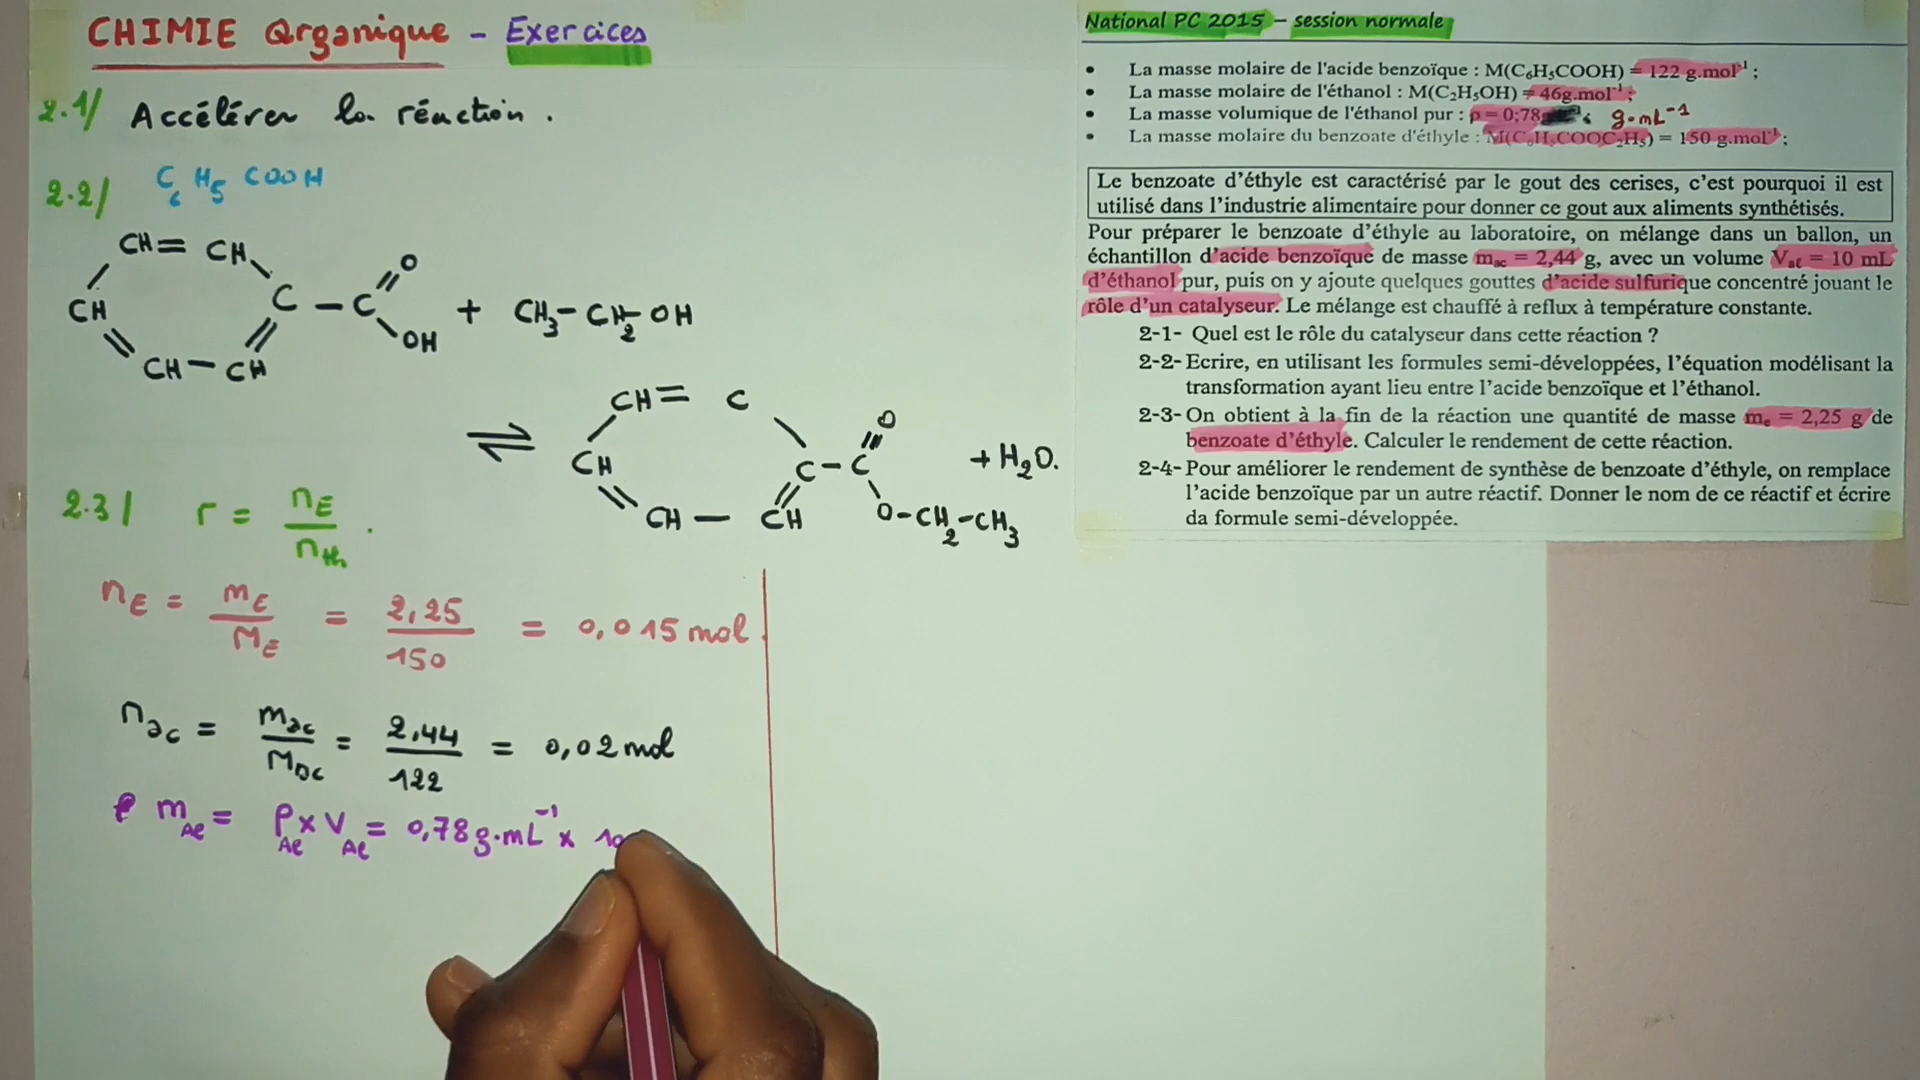 CHIMIE Organique - Exercices
2.1/ Accélérer la réaction .
2.2/ C6H5COOH
CH = CH
CH
C - C
O
OH
CH - CH
+ CH3-CH2-OH
⇌
CH = C
CH
C - C
O
O-CH2-CH3
CH - CH
+ H2O.
2.3/ r = nE / nth .
nE = mE / ME = 2,25 / 150 = 0,015 mol.
nac = mac / Mac = 2,44 / 122 = 0,02 mol
mAl = ρAl x VAl = 0,78 g.mL-1 x 10
National PC 2015 – session normale
• La masse molaire de l'acide benzoïque : M(C6H5COOH) = 122 g.mol-1 ;
• La masse molaire de l'éthanol : M(C2H5OH) = 46g.mol-1 ;
• La masse volumique de l'éthanol pur : ρ = 0;78 g.mL-1
• La masse molaire du benzoate d'éthyle : M(C6H5COOC2H5) = 150 g.mol-1 ;
Le benzoate d'éthyle est caractérisé par le gout des cerises, c'est pourquoi il est
utilisé dans l'industrie alimentaire pour donner ce gout aux aliments synthétisés.
Pour préparer le benzoate d'éthyle au laboratoire, on mélange dans un ballon, un
échantillon d'acide benzoïque de masse mac = 2,44 g, avec un volume Val = 10 mL
d'éthanol pur, puis on y ajoute quelques gouttes d'acide sulfurique concentré jouant le
rôle d'un catalyseur. Le mélange est chauffé à reflux à température constante.
2-1- Quel est le rôle du catalyseur dans cette réaction ?
2-2- Ecrire, en utilisant les formules semi-développées, l'équation modélisant la
transformation ayant lieu entre l'acide benzoïque et l'éthanol.
2-3- On obtient à la fin de la réaction une quantité de masse me = 2,25 g de
benzoate d'éthyle. Calculer le rendement de cette réaction.
2-4- Pour améliorer le rendement de synthèse de benzoate d'éthyle, on remplace
l'acide benzoïque par un autre réactif. Donner le nom de ce réactif et écrire
da formule semi-développée.